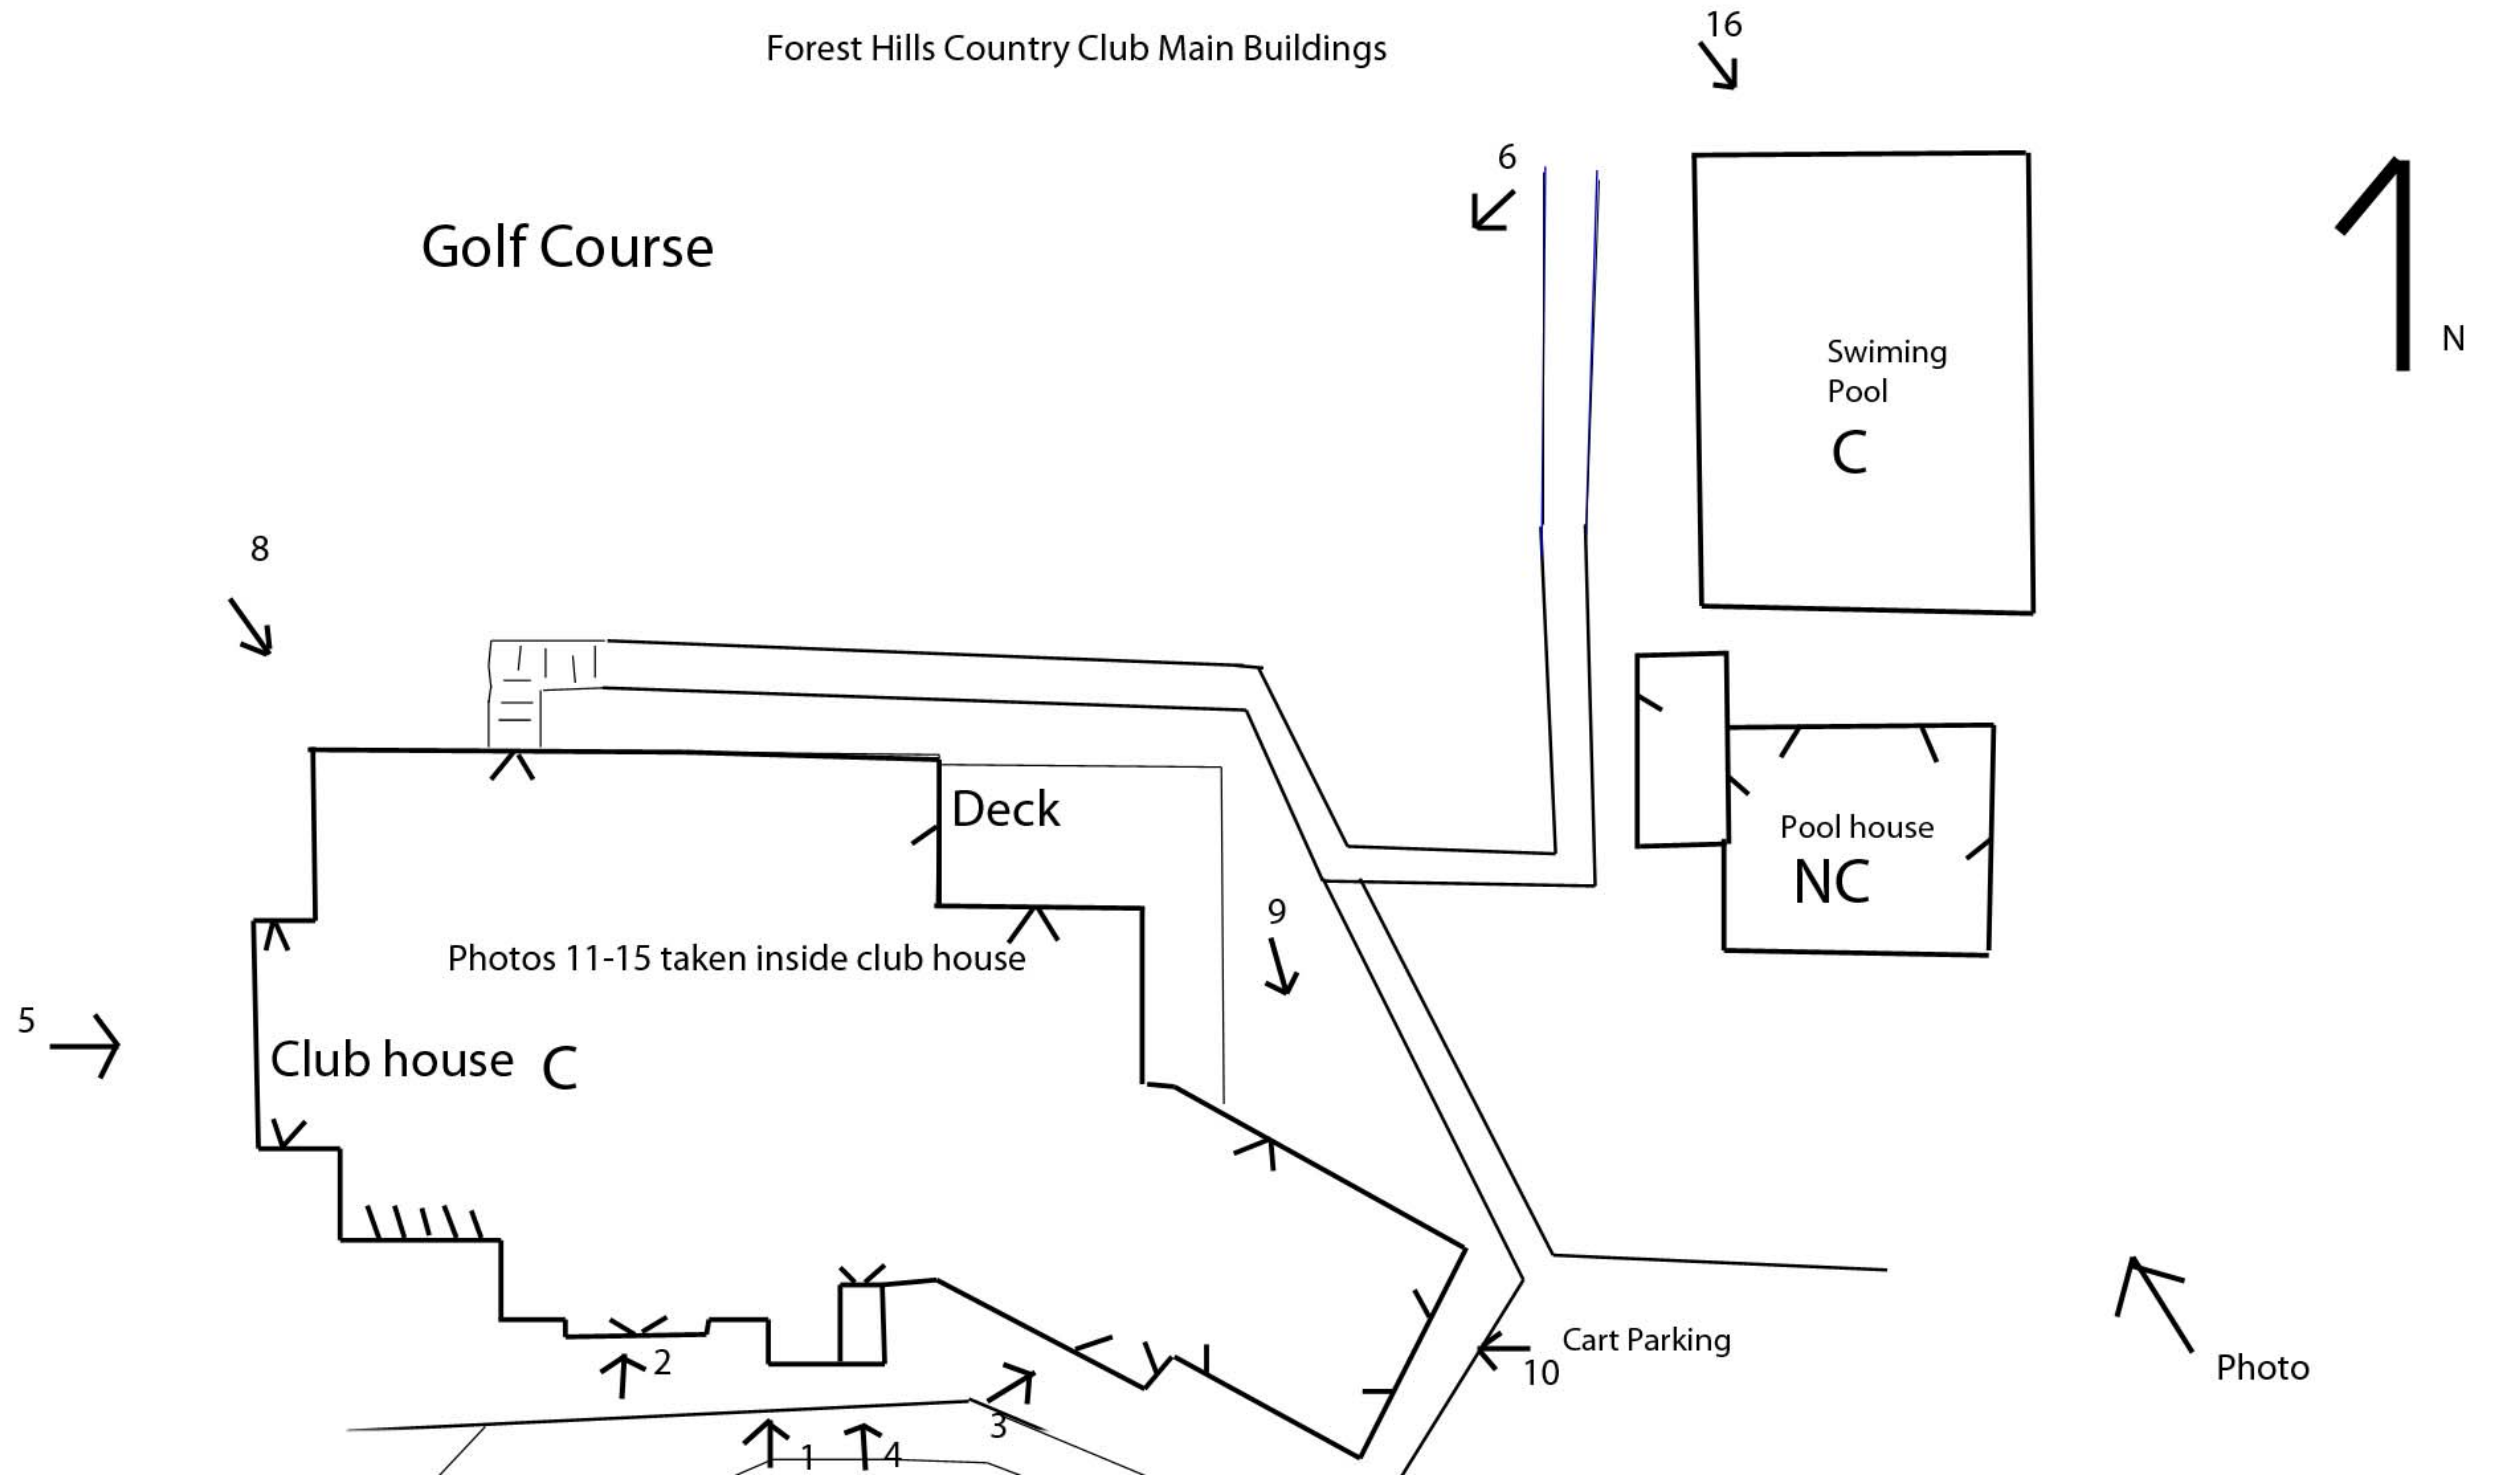 Forest Hills Country Club Main Buildings
16
6
Golf Course
N
Swiming
Pool
C
8
Deck
Pool house
NC
9
Photos 11-15 taken inside club house
5
Club house C
Cart Parking
2
10
Photo
3
1
4